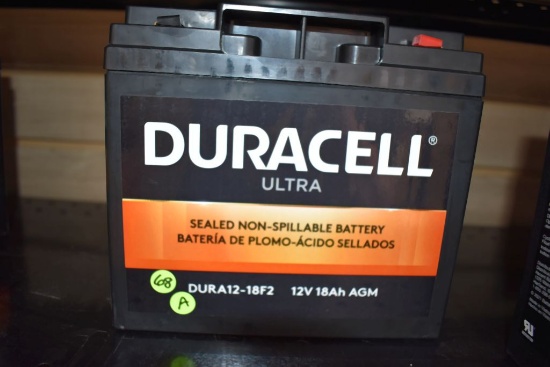 DURACELL®
ULTRA
SEALED NON-SPILLABLE BATTERY
BATERÍA DE PLOMO-ÁCIDO SELLADOS
68
DURA12-18F2 12V 18Ah AGM
A